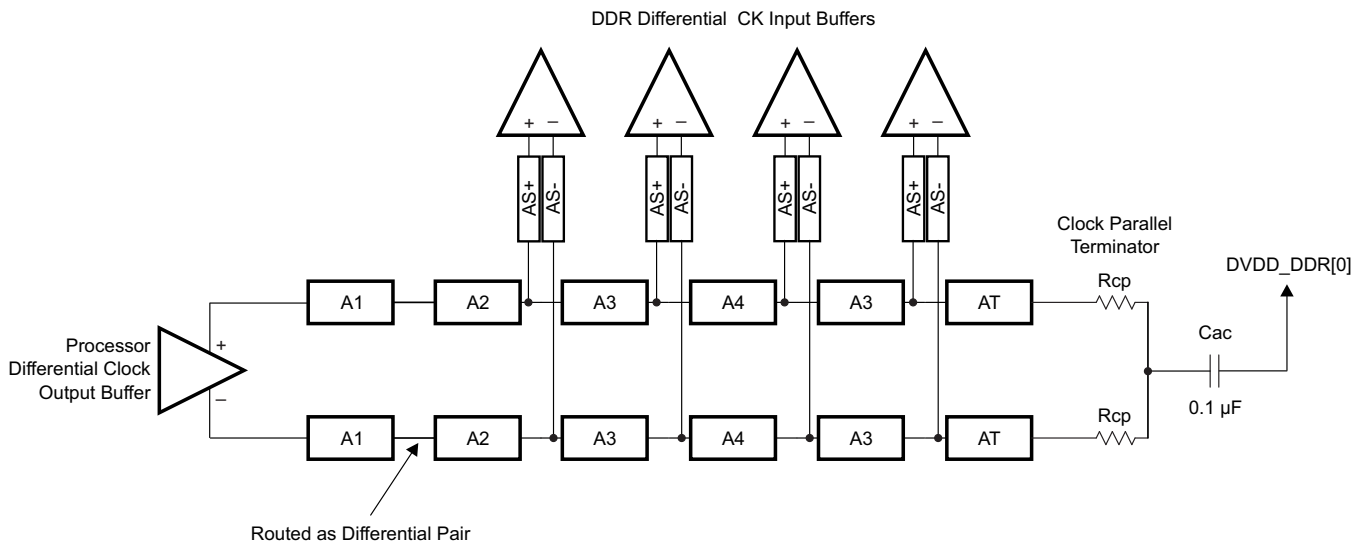 DDR Differential CK Input Buffers
+ – + – + – + –
AS+ AS- AS+ AS- AS+ AS- AS+ AS-
Clock Parallel
Terminator
Rcp
DVDD_DDR[0]
A1 A2 A3 A4 A3 AT
Processor
Differential Clock
Output Buffer
+
–
Cac
0.1 µF
Rcp
A1 A2 A3 A4 A3 AT
Routed as Differential Pair